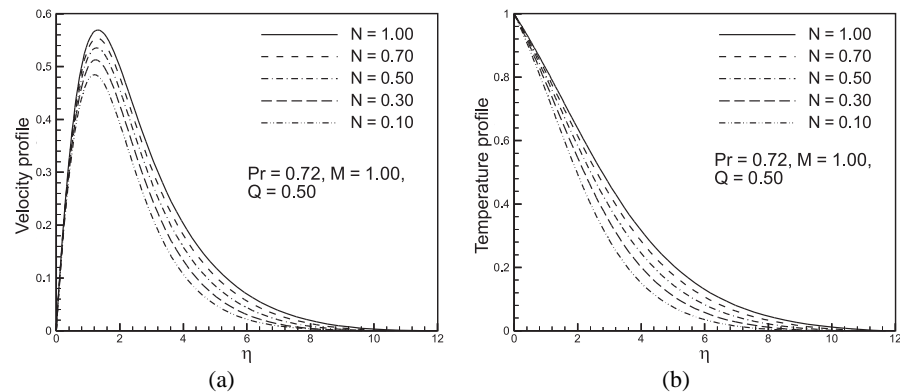 Velocity profile
0.6
0.5
0.4
0.3
0.2
0.1
0
0
2
4
6
8
10
12
η
N = 1.00
N = 0.70
N = 0.50
N = 0.30
N = 0.10
Pr = 0.72, M = 1.00,
Q = 0.50
(a)
Temperature profile
1
0.8
0.6
0.4
0.2
0
0
2
4
6
8
10
12
η
N = 1.00
N = 0.70
N = 0.50
N = 0.30
N = 0.10
Pr = 0.72, M = 1.00,
Q = 0.50
(b)